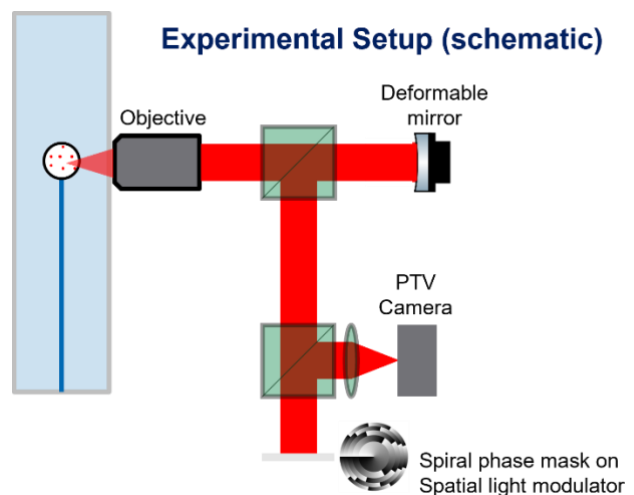 Experimental Setup (schematic)
Objective
Deformable
mirror
PTV
Camera
Spiral phase mask on
Spatial light modulator